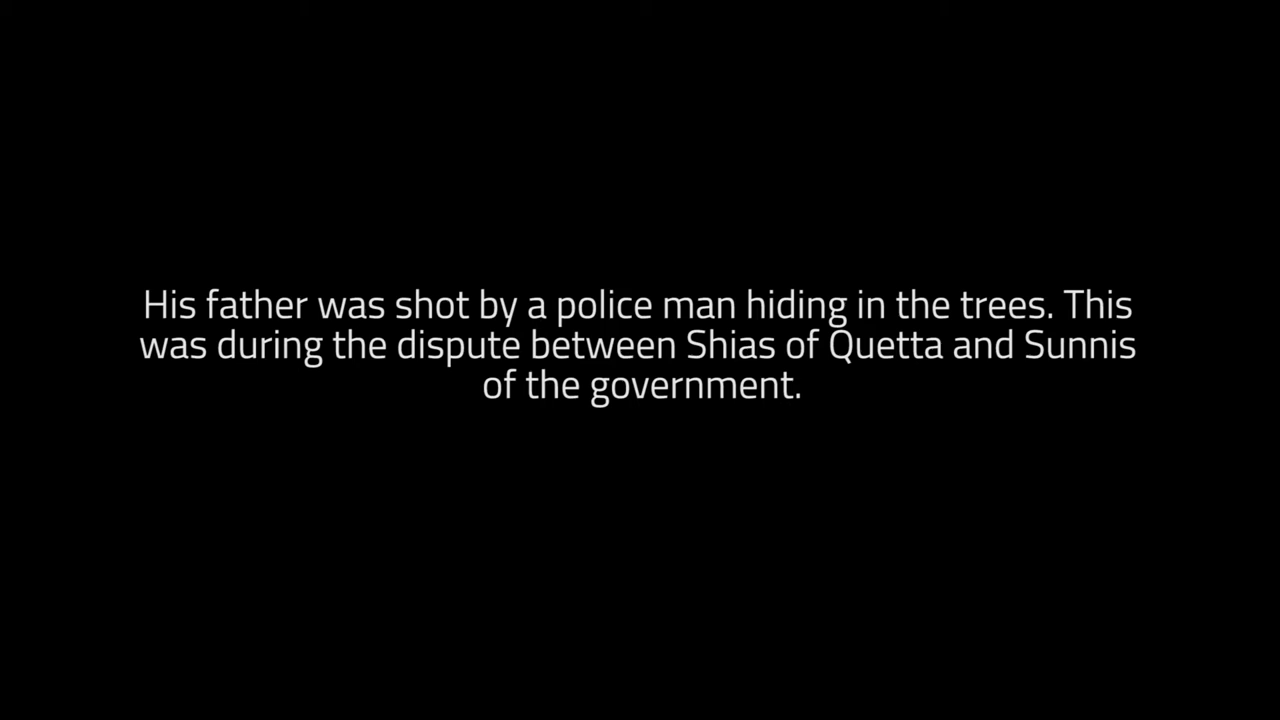 His father was shot by a police man hiding in the trees. This
was during the dispute between Shias of Quetta and Sunnis
of the government.